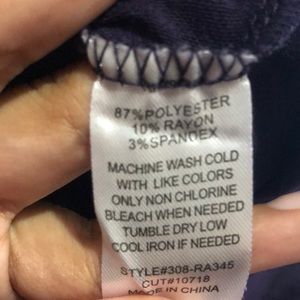 87%POLYESTER
10% RAYON
3%SPANDEX
MACHINE WASH COLD
WITH LIKE COLORS
ONLY NON CHLORINE
BLEACH WHEN NEEDED
TUMBLE DRY LOW
COOL IRON IF NEEDED
STYLE#308-RA345
CUT#10718
MADE IN CHINA